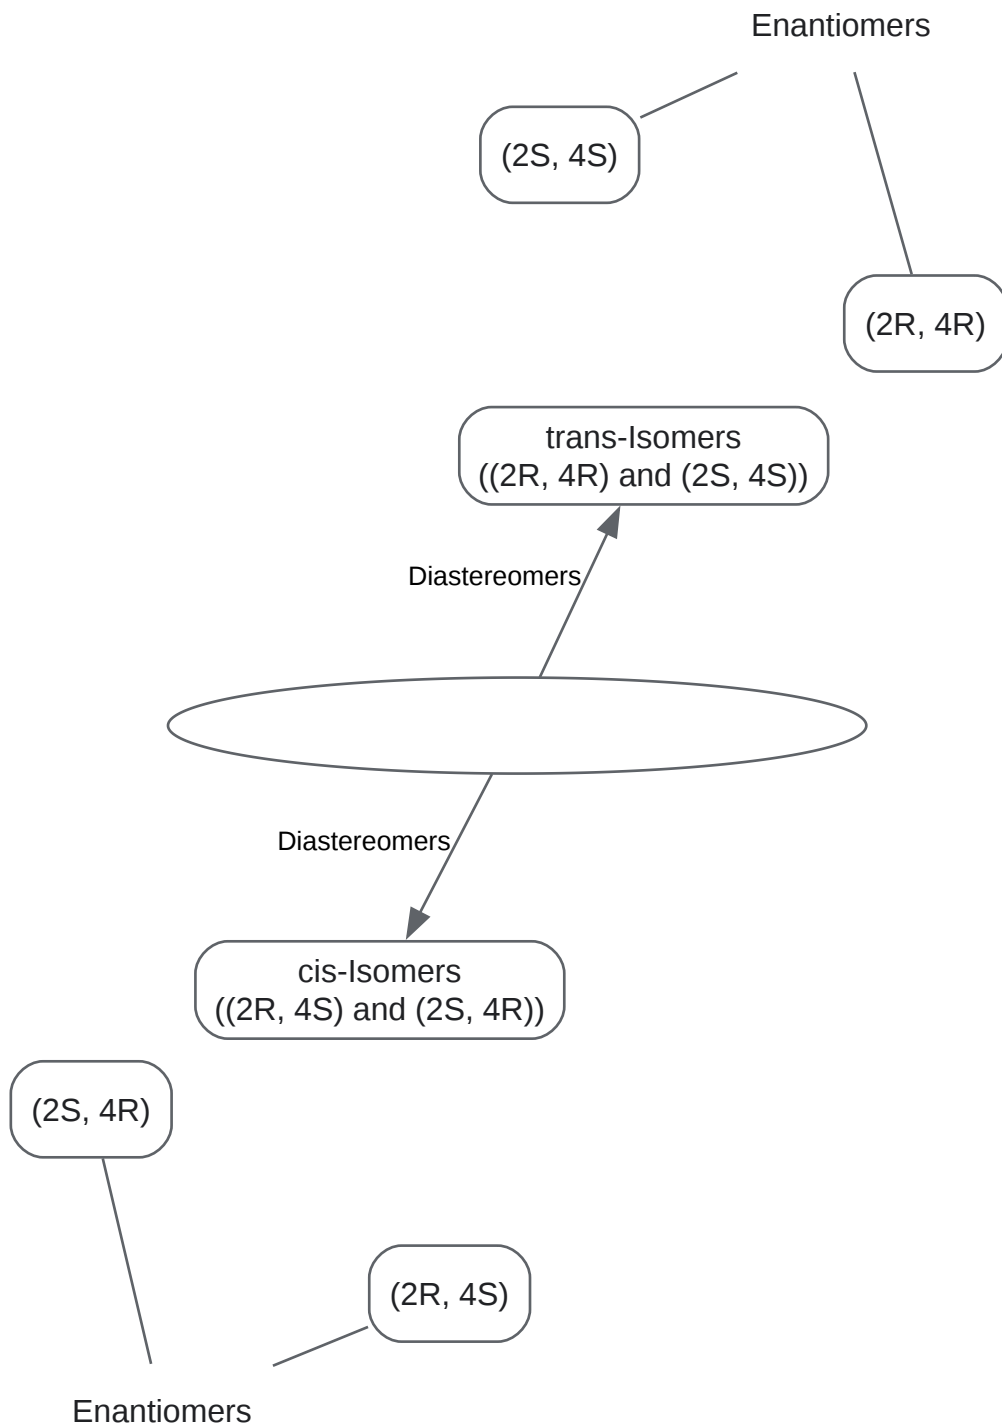 Enantiomers
(2S, 4S)
(2R, 4R)
trans-Isomers
((2R, 4R) and (2S, 4S))
Diastereomers
Diastereomers
cis-Isomers
((2R, 4S) and (2S, 4R))
(2S, 4R)
(2R, 4S)
Enantiomers